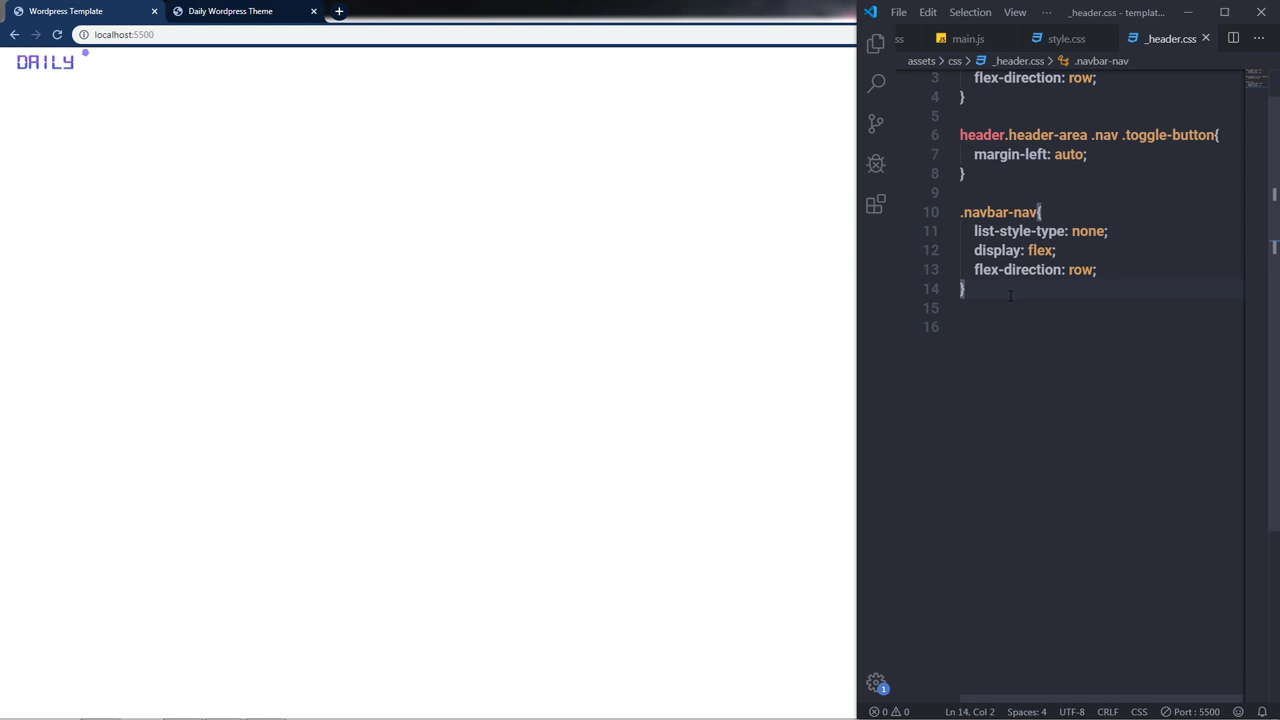 Wordpress Template
Daily Wordpress Theme
localhost:5500
DAILY
File Edit Selection View ··· _header.css - templat...
ss main.js style.css _header.css
assets > css > _header.css > .navbar-nav
3 flex-direction: row;
4 }
5
6 header.header-area .nav .toggle-button{
7 margin-left: auto;
8 }
9
10 .navbar-nav{
11 list-style-type: none;
12 display: flex;
13 flex-direction: row;
14 }
15
16
1
0 0 Ln 14, Col 2 Spaces: 4 UTF-8 CRLF CSS Port : 5500